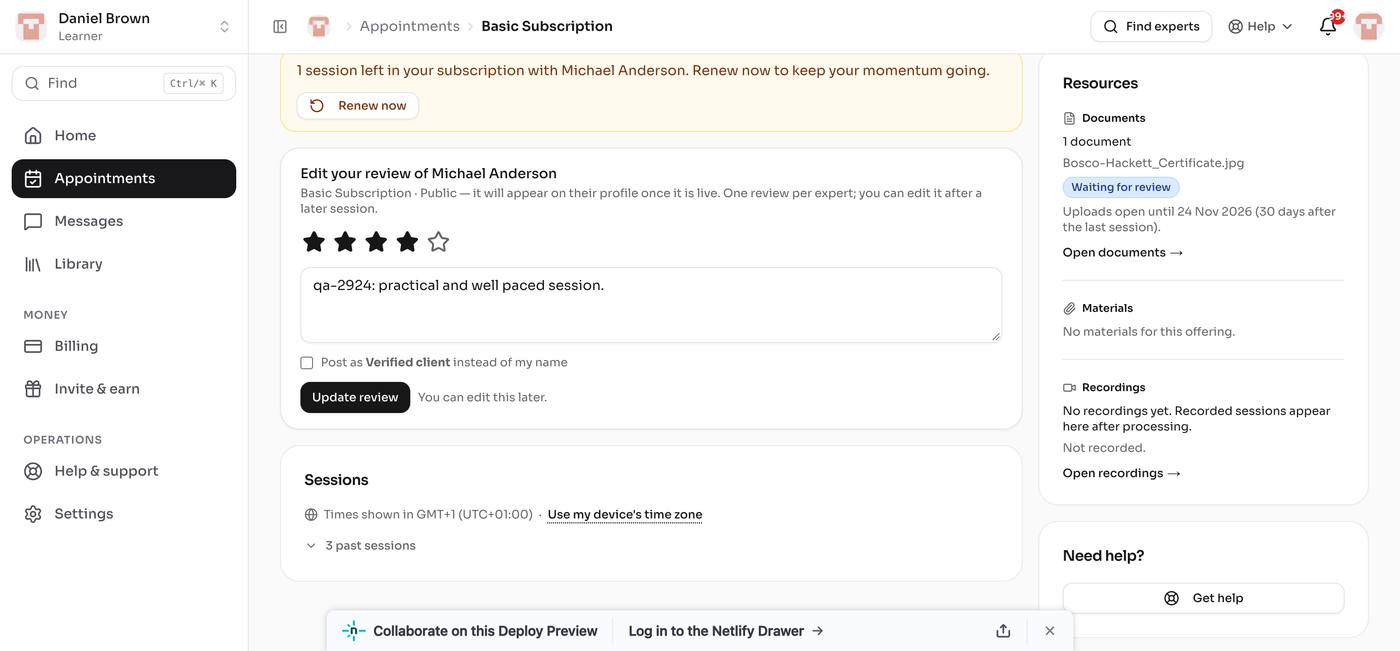 Daniel Brown
Learner
Find
Ctrl/⌘ K
Home
Appointments
Messages
Library
MONEY
Billing
Invite & earn
OPERATIONS
Help & support
Settings
Appointments
Basic Subscription
Find experts
Help
99+
1 session left in your subscription with Michael Anderson. Renew now to keep your momentum going.
Renew now
Edit your review of Michael Anderson
Basic Subscription · Public — it will appear on their profile once it is live. One review per expert; you can edit it after a
later session.
qa-2924: practical and well paced session.
Post as Verified client instead of my name
Update review
You can edit this later.
Sessions
Times shown in GMT+1 (UTC+01:00) · Use my device's time zone
3 past sessions
Resources
Documents
1 document
Bosco-Hackett_Certificate.jpg
Waiting for review
Uploads open until 24 Nov 2026 (30 days after
the last session).
Open documents →
Materials
No materials for this offering.
Recordings
No recordings yet. Recorded sessions appear
here after processing.
Not recorded.
Open recordings →
Need help?
Get help
Collaborate on this Deploy Preview
Log in to the Netlify Drawer →